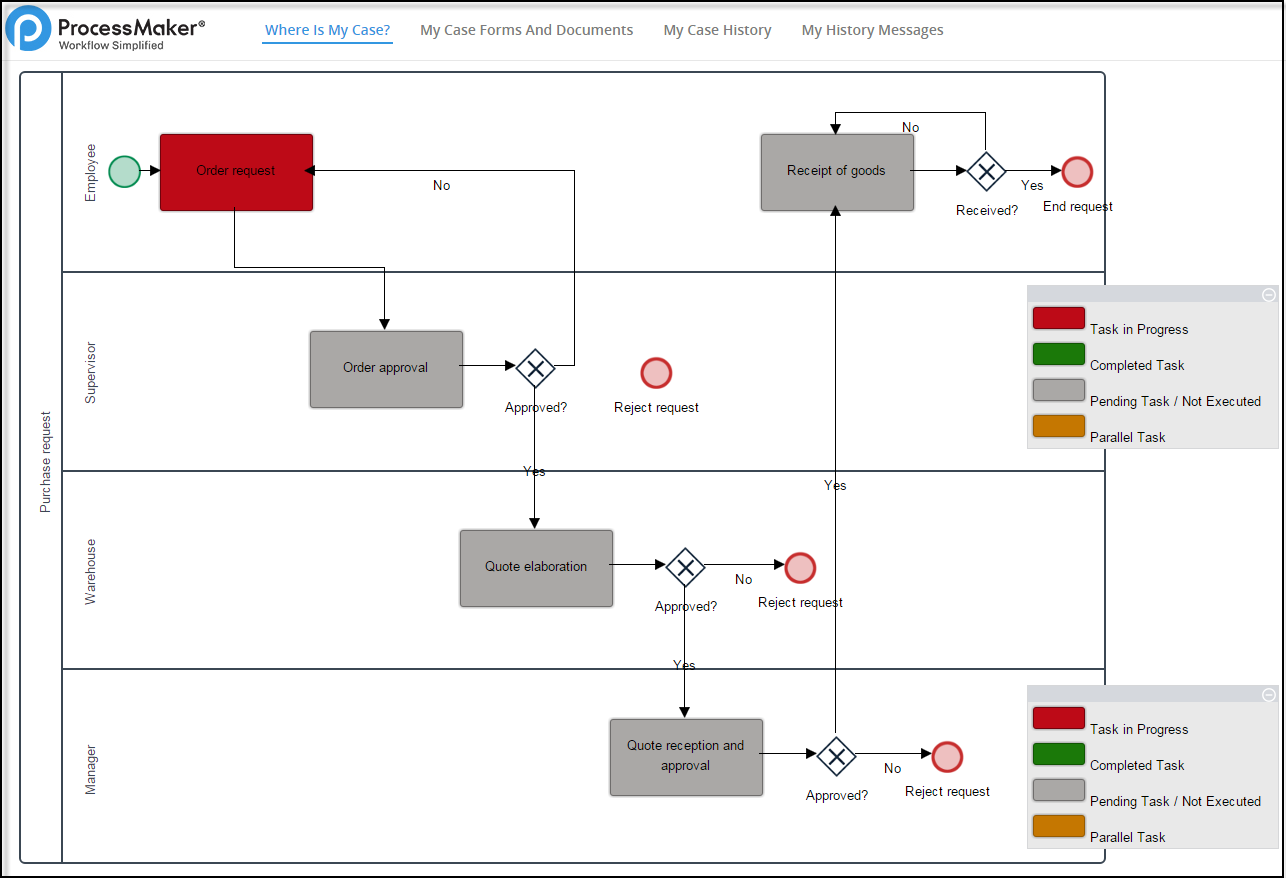 ProcessMaker®
Workflow Simplified
Where Is My Case?
My Case Forms And Documents
My Case History
My History Messages
Purchase request
Employee
Order request
No
Receipt of goods
No
Received?
Yes
End request
Supervisor
Order approval
Approved?
Reject request
Yes
Task in Progress
Completed Task
Pending Task / Not Executed
Parallel Task
Yes
Warehouse
Quote elaboration
Approved?
No
Reject request
Yes
Manager
Quote reception and
approval
Approved?
No
Reject request
Task in Progress
Completed Task
Pending Task / Not Executed
Parallel Task